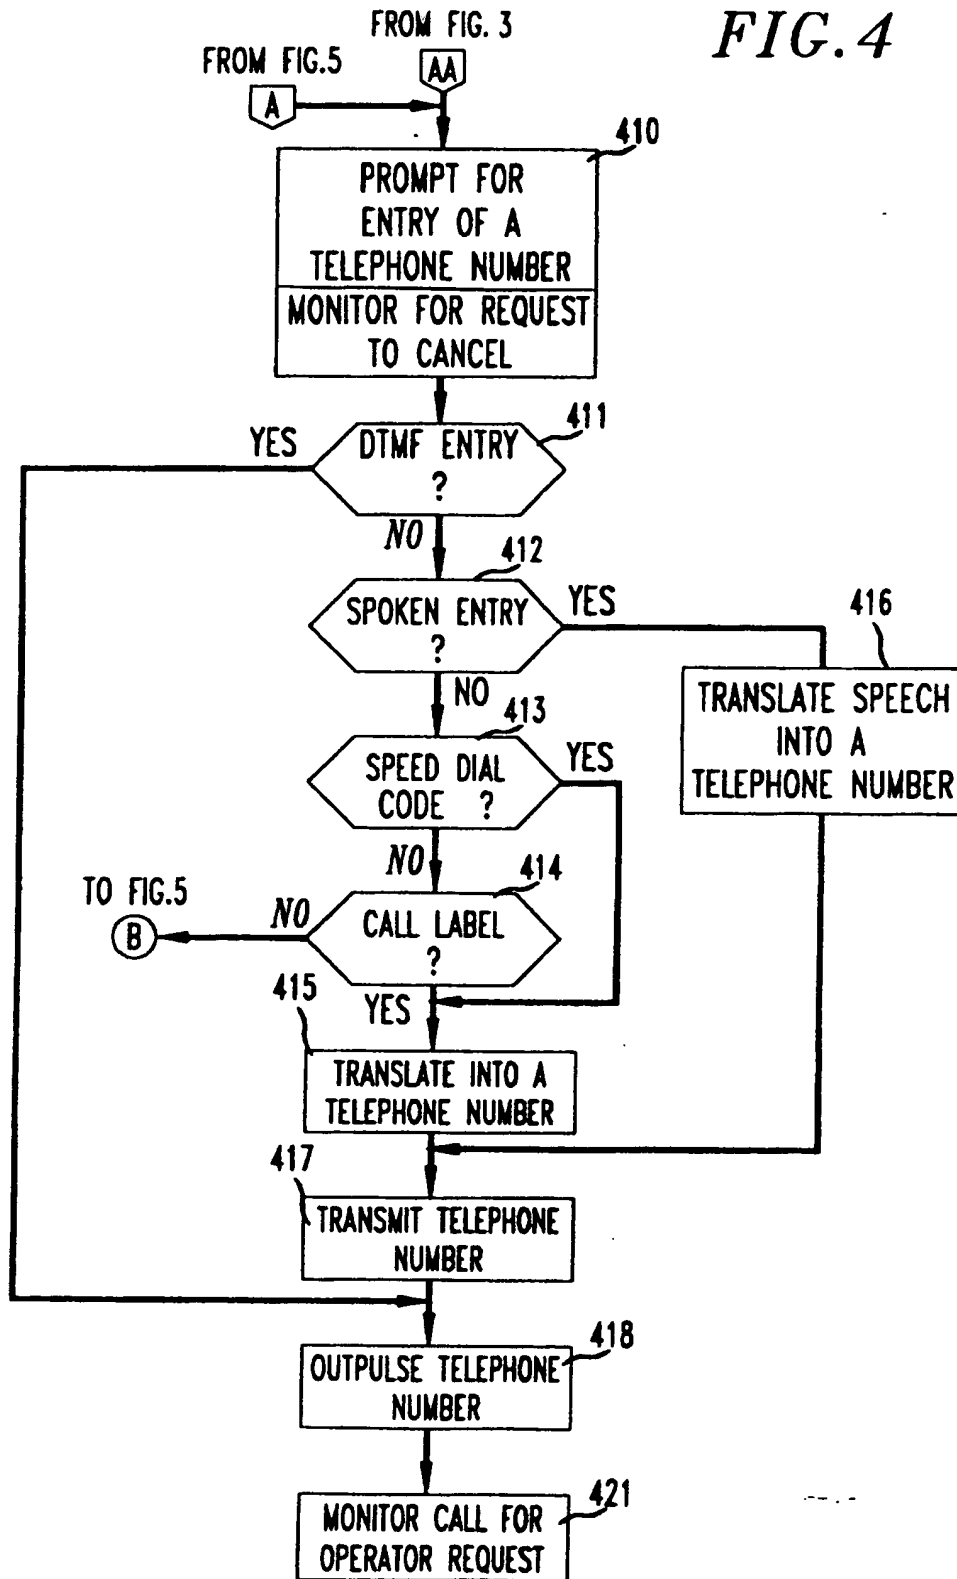 FIG. 4
FROM FIG. 3
AA
FROM FIG.5
A
410
PROMPT FOR
ENTRY OF A
TELEPHONE NUMBER
MONITOR FOR REQUEST
TO CANCEL
411
YES
DTMF ENTRY
?
NO
412
SPOKEN ENTRY
?
YES
416
TRANSLATE SPEECH
INTO A
TELEPHONE NUMBER
NO
413
SPEED DIAL
CODE ?
YES
NO
414
TO FIG.5
B
NO
CALL LABEL
?
YES
415
TRANSLATE INTO A
TELEPHONE NUMBER
417
TRANSMIT TELEPHONE
NUMBER
418
OUTPULSE TELEPHONE
NUMBER
421
MONITOR CALL FOR
OPERATOR REQUEST